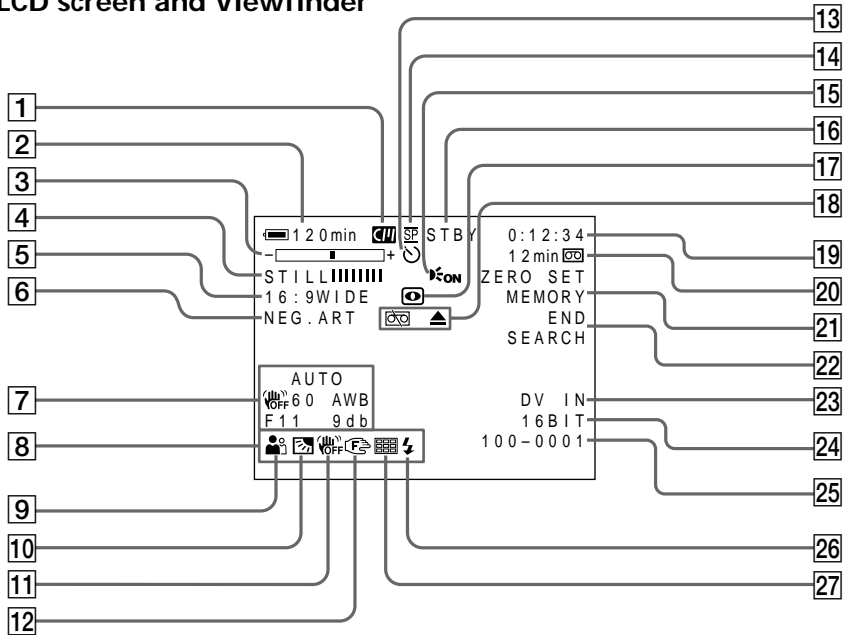 LCD screen and Viewfinder
1
2
3
4
5
6
7
8
9
10
11
12
13
14
15
16
17
18
19
20
21
22
23
24
25
26
27
120min SP STBY 0:12:34
– + 12min
STILL ON ZERO SET
16:9WIDE MEMORY
NEG.ART END
SEARCH
AUTO
OFF 60 AWB DV IN
F11 9db 16BIT
OFF F 100–0001